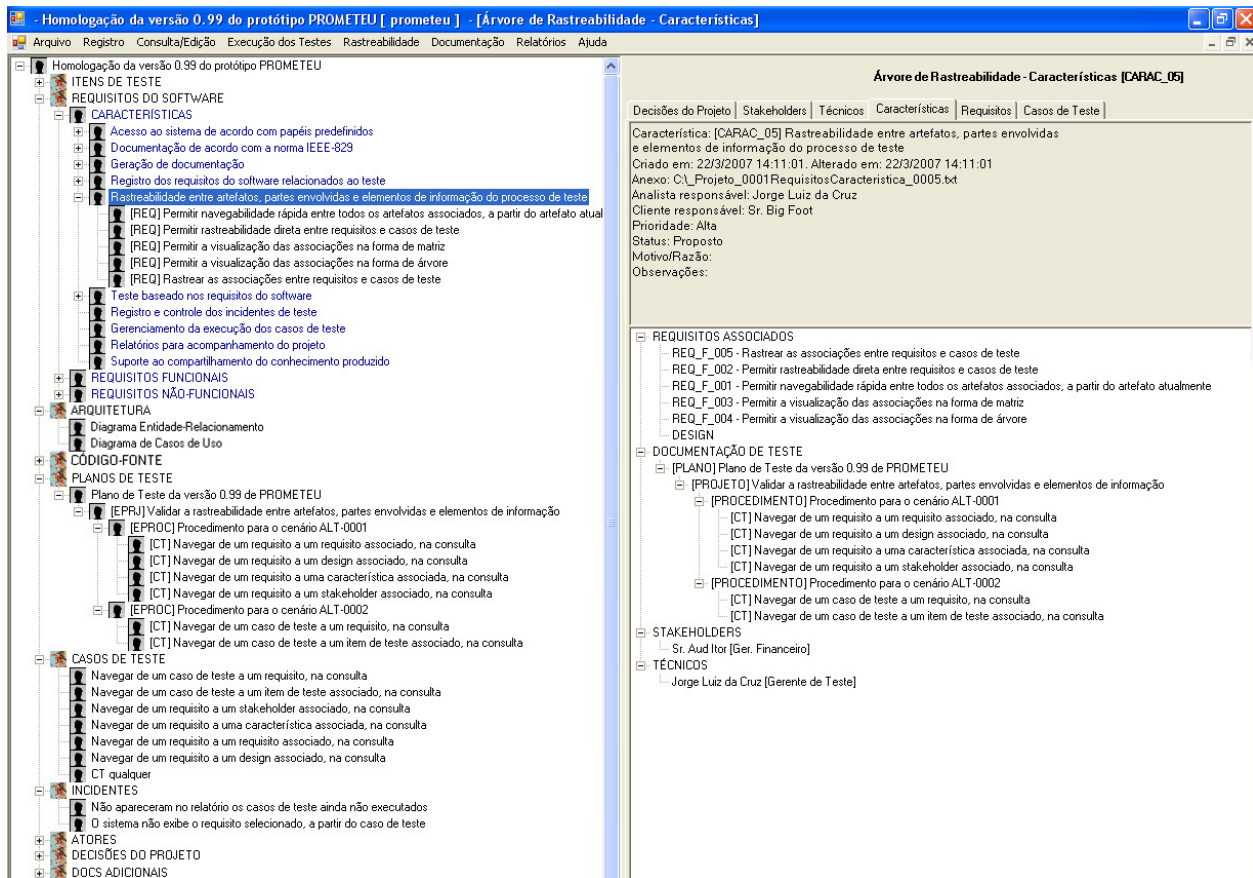 - Homologação da versão 0.99 do protótipo PROMETEU [ prometeu ] - [Árvore de Rastreabilidade - Características]
Arquivo Registro Consulta/Edição Execução dos Testes Rastreabilidade Documentação Relatórios Ajuda
Homologação da versão 0.99 do protótipo PROMETEU
ITENS DE TESTE
REQUISITOS DO SOFTWARE
CARACTERÍSTICAS
Acesso ao sistema de acordo com papéis predefinidos
Documentação de acordo com a norma IEEE-829
Geração de documentação
Registro dos requisitos do software relacionados ao teste
Rastreabilidade entre artefatos, partes envolvidas e elementos de informação do processo de teste
[REQ] Permitir navegabilidade rápida entre todos os artefatos associados, a partir do artefato atual
[REQ] Permitir rastreabilidade direta entre requisitos e casos de teste
[REQ] Permitir a visualização das associações na forma de matriz
[REQ] Permitir a visualização das associações na forma de árvore
[REQ] Rastrear as associações entre requisitos e casos de teste
Teste baseado nos requisitos do software
Registro e controle dos incidentes de teste
Gerenciamento da execução dos casos de teste
Relatórios para acompanhamento do projeto
Suporte ao compartilhamento do conhecimento produzido
REQUISITOS FUNCIONAIS
REQUISITOS NÃO-FUNCIONAIS
ARQUITETURA
Diagrama Entidade-Relacionamento
Diagrama de Casos de Uso
CÓDIGO-FONTE
PLANOS DE TESTE
Plano de Teste da versão 0.99 de PROMETEU
[EPRJ] Validar a rastreabilidade entre artefatos, partes envolvidas e elementos de informação
[EPROC] Procedimento para o cenário ALT-0001
[CT] Navegar de um requisito a um requisito associado, na consulta
[CT] Navegar de um requisito a um design associado, na consulta
[CT] Navegar de um requisito a uma característica associada, na consulta
[CT] Navegar de um requisito a um stakeholder associado, na consulta
[EPROC] Procedimento para o cenário ALT-0002
[CT] Navegar de um caso de teste a um requisito, na consulta
[CT] Navegar de um caso de teste a um item de teste associado, na consulta
CASOS DE TESTE
Navegar de um caso de teste a um requisito, na consulta
Navegar de um caso de teste a um item de teste associado, na consulta
Navegar de um requisito a um stakeholder associado, na consulta
Navegar de um requisito a uma característica associada, na consulta
Navegar de um requisito a um requisito associado, na consulta
Navegar de um requisito a um design associado, na consulta
CT qualquer
INCIDENTES
Não apareceram no relatório os casos de teste ainda não executados
O sistema não exibe o requisito selecionado, a partir do caso de teste
ATORES
DECISÕES DO PROJETO
DOCS ADICIONAIS
Árvore de Rastreabilidade - Características [CARAC_05]
Decisões do Projeto Stakeholders Técnicos Características Requisitos Casos de Teste
Característica: [CARAC_05] Rastreabilidade entre artefatos, partes envolvidas
e elementos de informação do processo de teste
Criado em: 22/3/2007 14:11:01. Alterado em: 22/3/2007 14:11:01
Anexo: C:\_Projeto_0001RequisitosCaracteristica_0005.txt
Analista responsável: Jorge Luiz da Cruz
Cliente responsável: Sr. Big Foot
Prioridade: Alta
Status: Proposto
Motivo/Razão:
Observações:
REQUISITOS ASSOCIADOS
REQ_F_005 - Rastrear as associações entre requisitos e casos de teste
REQ_F_002 - Permitir rastreabilidade direta entre requisitos e casos de teste
REQ_F_001 - Permitir navegabilidade rápida entre todos os artefatos associados, a partir do artefato atualmente
REQ_F_003 - Permitir a visualização das associações na forma de matriz
REQ_F_004 - Permitir a visualização das associações na forma de árvore
DESIGN
DOCUMENTAÇÃO DE TESTE
[PLANO] Plano de Teste da versão 0.99 de PROMETEU
[PROJETO] Validar a rastreabilidade entre artefatos, partes envolvidas e elementos de informação
[PROCEDIMENTO] Procedimento para o cenário ALT-0001
[CT] Navegar de um requisito a um requisito associado, na consulta
[CT] Navegar de um requisito a um design associado, na consulta
[CT] Navegar de um requisito a uma característica associada, na consulta
[CT] Navegar de um requisito a um stakeholder associado, na consulta
[PROCEDIMENTO] Procedimento para o cenário ALT-0002
[CT] Navegar de um caso de teste a um requisito, na consulta
[CT] Navegar de um caso de teste a um item de teste associado, na consulta
STAKEHOLDERS
Sr. Aud Itor [Ger. Financeiro]
TÉCNICOS
Jorge Luiz da Cruz [Gerente de Teste]